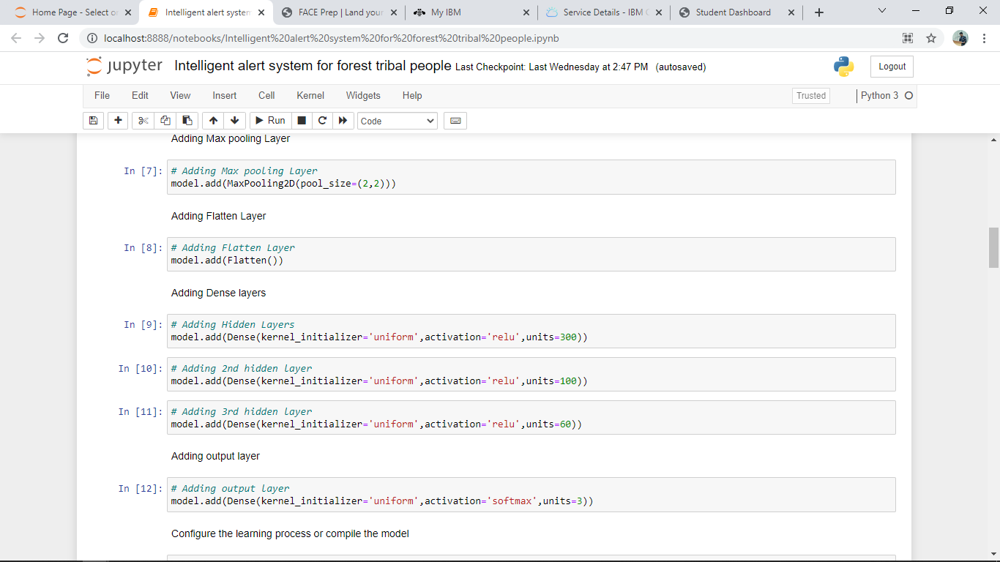 Home Page - Select or
Intelligent alert system
FACE Prep | Land your
My IBM
Service Details - IBM C
Student Dashboard
localhost:8888/notebooks/Intelligent%20alert%20system%20for%20forest%20tribal%20people.ipynb
jupyter Intelligent alert system for forest tribal people Last Checkpoint: Last Wednesday at 2:47 PM (autosaved)
Logout
File Edit View Insert Cell Kernel Widgets Help
Trusted
Python 3
Run
Code
Adding Max pooling Layer
In [7]: # Adding Max pooling Layer
model.add(MaxPooling2D(pool_size=(2,2)))
Adding Flatten Layer
In [8]: # Adding Flatten Layer
model.add(Flatten())
Adding Dense layers
In [9]: # Adding Hidden Layers
model.add(Dense(kernel_initializer='uniform',activation='relu',units=300))
In [10]: # Adding 2nd hidden layer
model.add(Dense(kernel_initializer='uniform',activation='relu',units=100))
In [11]: # Adding 3rd hidden layer
model.add(Dense(kernel_initializer='uniform',activation='relu',units=60))
Adding output layer
In [12]: # Adding output layer
model.add(Dense(kernel_initializer='uniform',activation='softmax',units=3))
Configure the learning process or compile the model